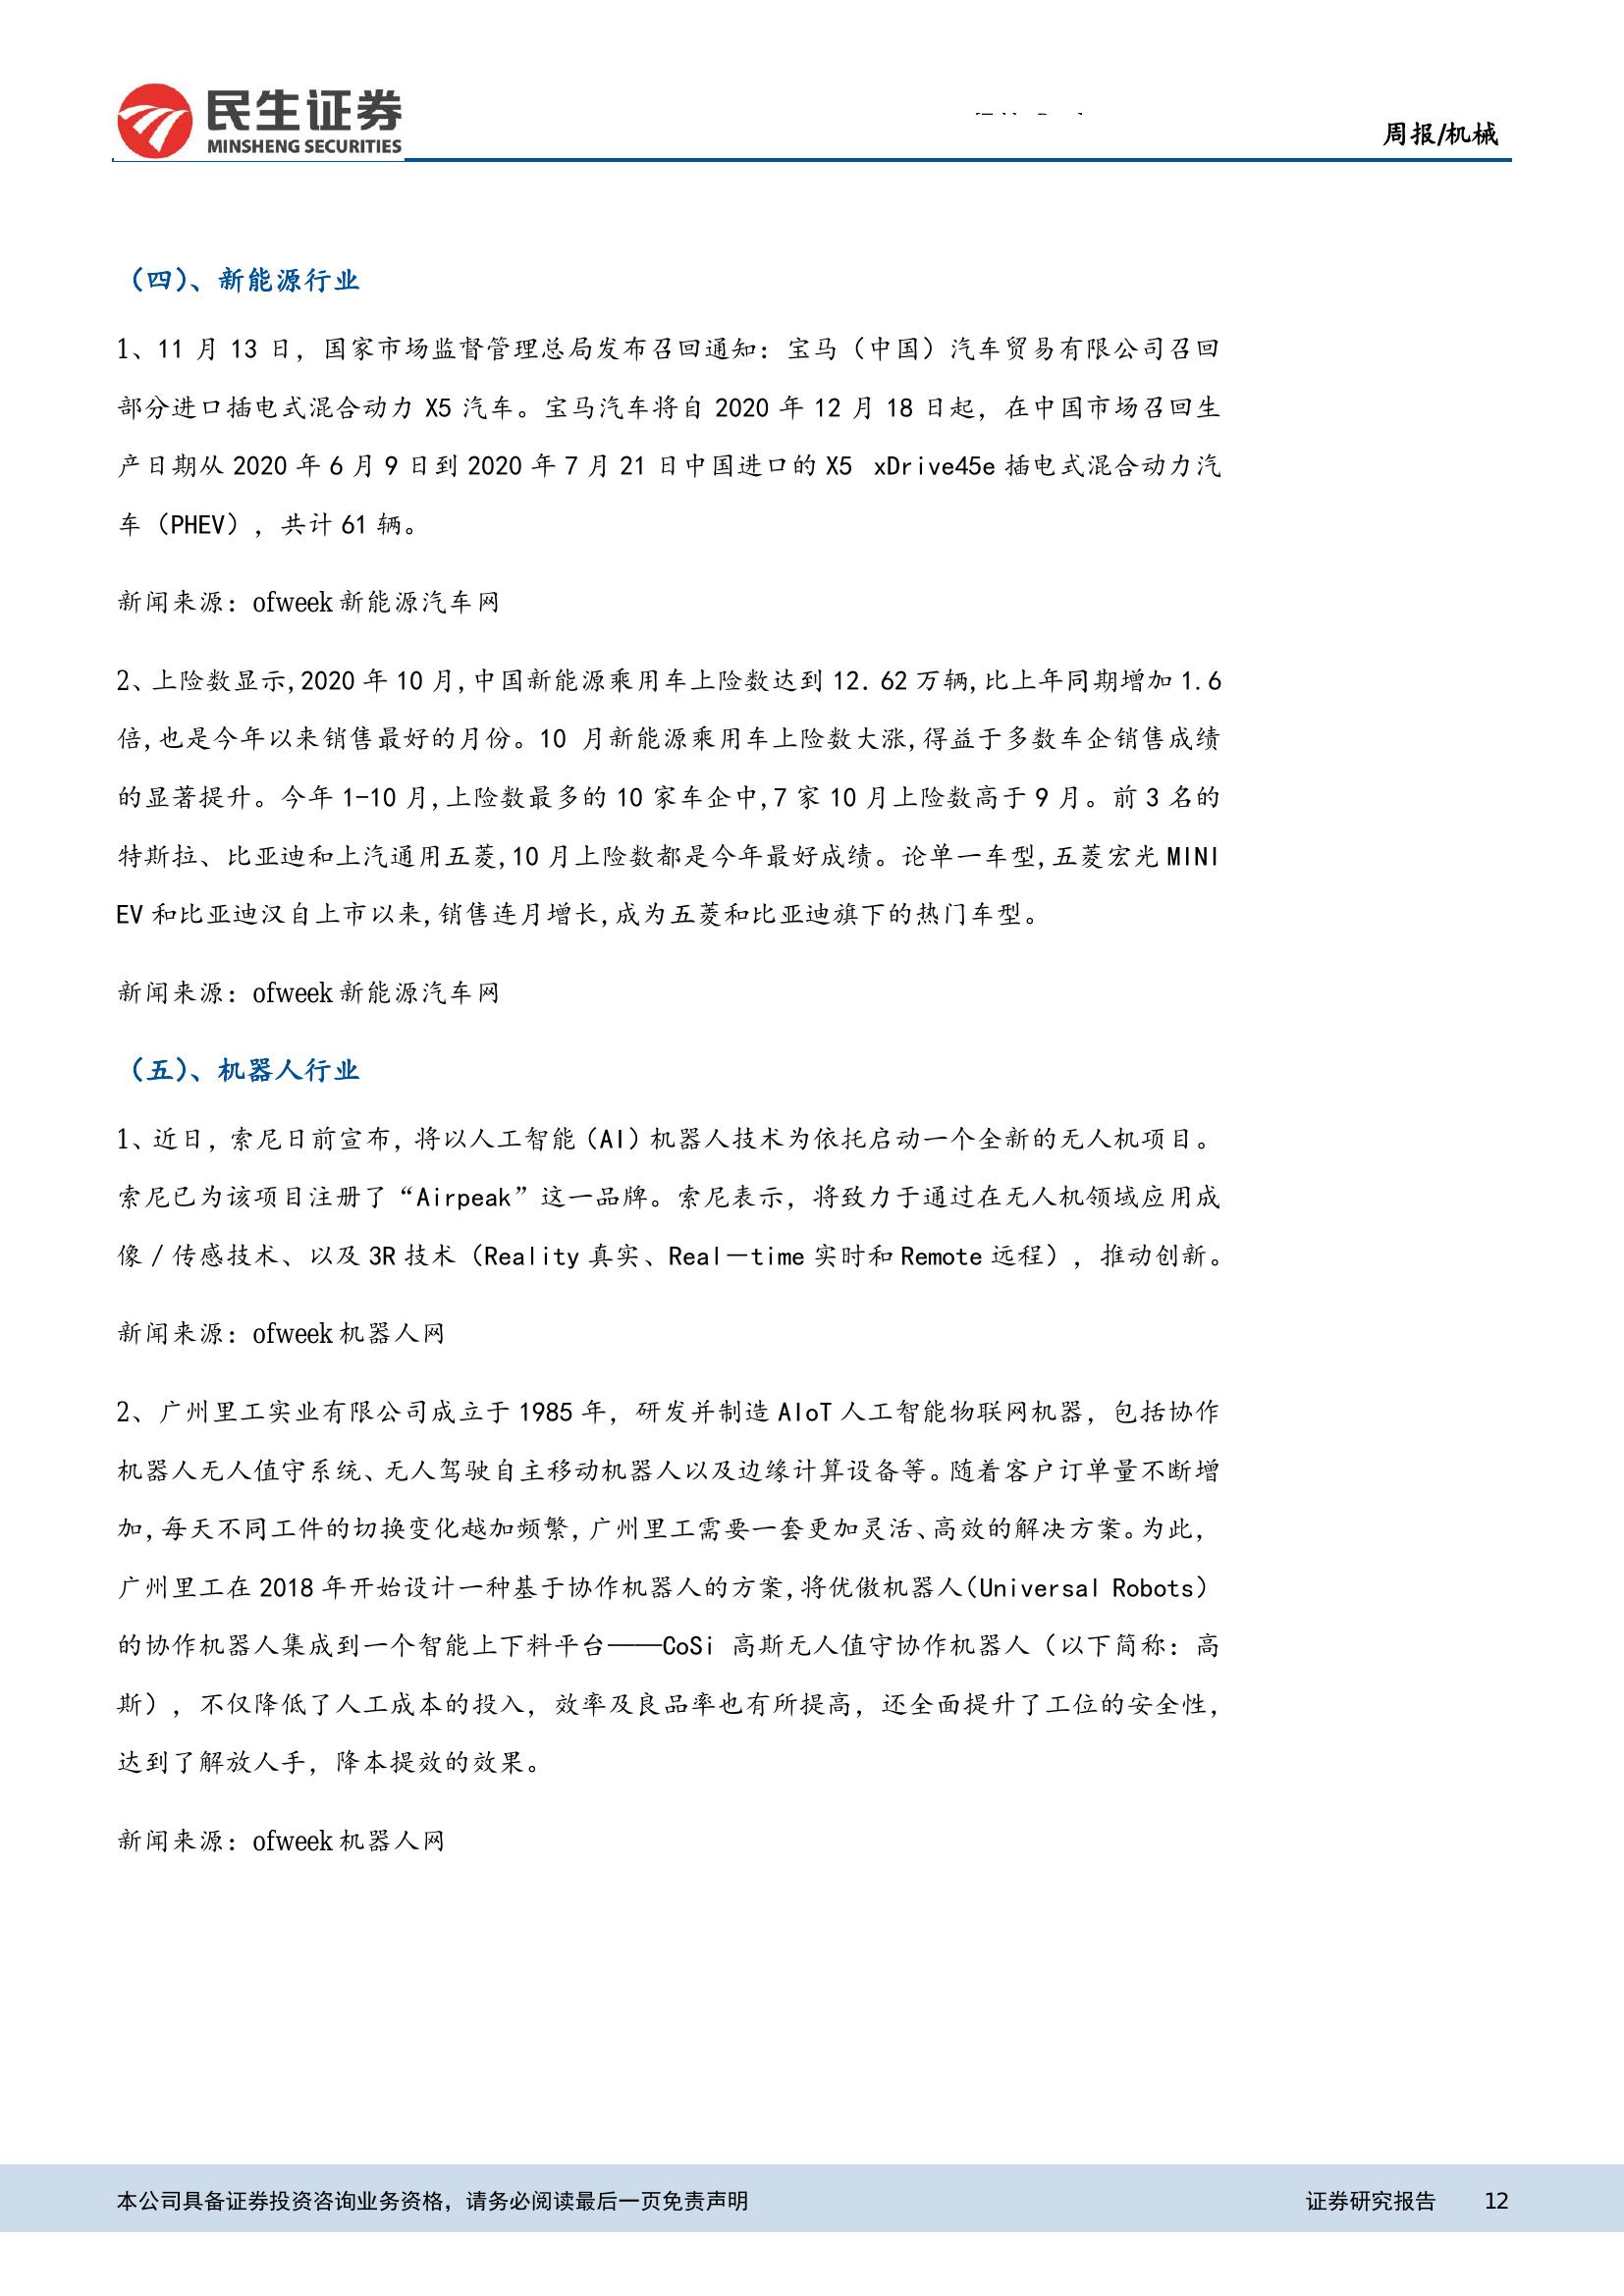 民生证券
MINSHENG SECURITIES
周报/机械
（四）、新能源行业
1、11 月 13 日，国家市场监督管理总局发布召回通知：宝马（中国）汽车贸易有限公司召回
部分进口插电式混合动力 X5 汽车。宝马汽车将自 2020 年 12 月 18 日起，在中国市场召回生
产日期从 2020 年 6 月 9 日到 2020 年 7 月 21 日中国进口的 X5 xDrive45e 插电式混合动力汽
车（PHEV），共计 61 辆。
新闻来源：ofweek 新能源汽车网
2、上险数显示,2020 年 10 月,中国新能源乘用车上险数达到 12.62 万辆,比上年同期增加 1.6
倍,也是今年以来销售最好的月份。10 月新能源乘用车上险数大涨,得益于多数车企销售成绩
的显著提升。今年 1-10 月,上险数最多的 10 家车企中,7 家 10 月上险数高于 9 月。前 3 名的
特斯拉、比亚迪和上汽通用五菱,10 月上险数都是今年最好成绩。论单一车型,五菱宏光 MINI
EV 和比亚迪汉自上市以来,销售连月增长,成为五菱和比亚迪旗下的热门车型。
新闻来源：ofweek 新能源汽车网
（五）、机器人行业
1、近日，索尼日前宣布，将以人工智能（AI）机器人技术为依托启动一个全新的无人机项目。
索尼已为该项目注册了“Airpeak”这一品牌。索尼表示，将致力于通过在无人机领域应用成
像／传感技术、以及 3R 技术（Reality 真实、Real－time 实时和 Remote 远程），推动创新。
新闻来源：ofweek 机器人网
2、广州里工实业有限公司成立于 1985 年，研发并制造 AIoT 人工智能物联网机器，包括协作
机器人无人值守系统、无人驾驶自主移动机器人以及边缘计算设备等。随着客户订单量不断增
加,每天不同工件的切换变化越加频繁,广州里工需要一套更加灵活、高效的解决方案。为此，
广州里工在 2018 年开始设计一种基于协作机器人的方案,将优傲机器人（Universal Robots）
的协作机器人集成到一个智能上下料平台——CoSi 高斯无人值守协作机器人（以下简称：高
斯），不仅降低了人工成本的投入，效率及良品率也有所提高，还全面提升了工位的安全性，
达到了解放人手，降本提效的效果。
新闻来源：ofweek 机器人网
本公司具备证券投资咨询业务资格，请务必阅读最后一页免责声明
证券研究报告 12